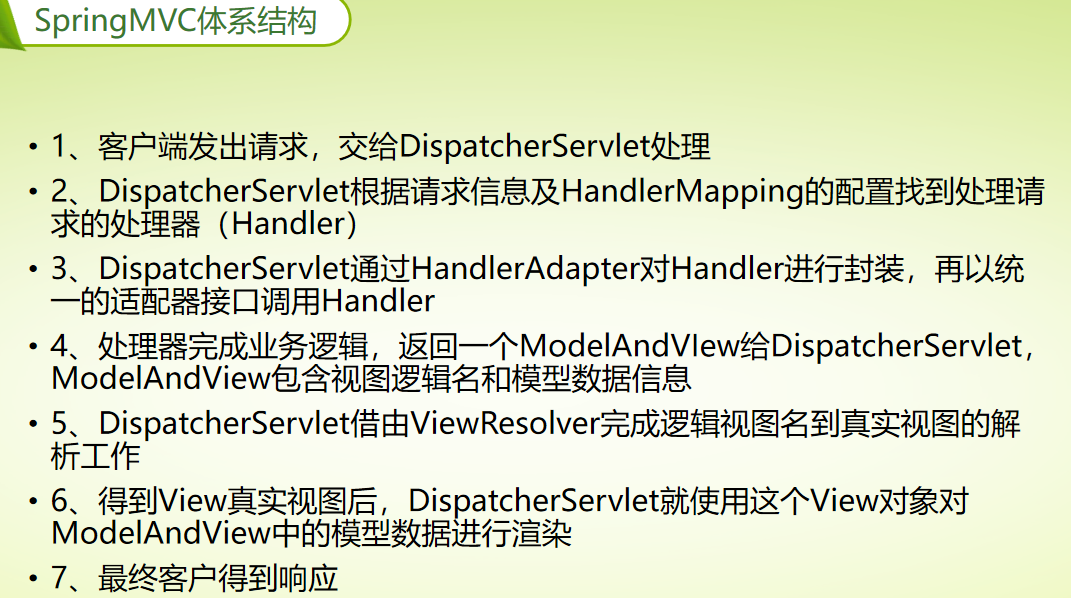 SpringMVC体系结构
• 1、客户端发出请求，交给DispatcherServlet处理
• 2、DispatcherServlet根据请求信息及HandlerMapping的配置找到处理请
求的处理器（Handler）
• 3、DispatcherServlet通过HandlerAdapter对Handler进行封装，再以统
一的适配器接口调用Handler
• 4、处理器完成业务逻辑，返回一个ModelAndVIew给DispatcherServlet，
ModelAndView包含视图逻辑名和模型数据信息
• 5、DispatcherServlet借由ViewResolver完成逻辑视图名到真实视图的解
析工作
• 6、得到View真实视图后，DispatcherServlet就使用这个View对象对
ModelAndView中的模型数据进行渲染
• 7、最终客户得到响应